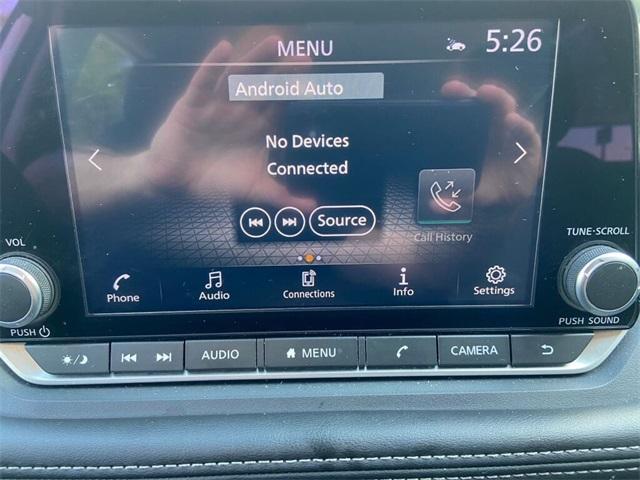 MENU
5:26
Android Auto
No Devices
Connected
Source
Call History
Phone
Audio
Connections
Info
Settings
VOL
PUSH
TUNE·SCROLL
PUSH SOUND
AUDIO
MENU
CAMERA